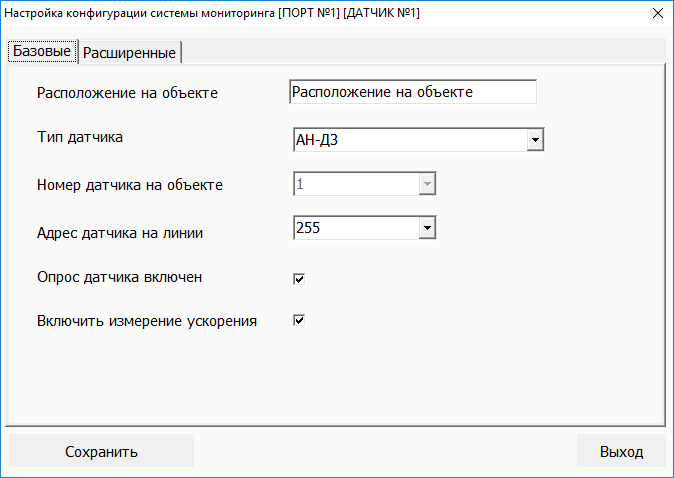 Настройка конфигурации системы мониторинга [ПОРТ №1] [ДАТЧИК №1]
Базовые Расширенные
Расположение на объекте Расположение на объекте
Тип датчика АН-Д3
Номер датчика на объекте 1
Адрес датчика на линии 255
Опрос датчика включен
Включить измерение ускорения
Сохранить Выход